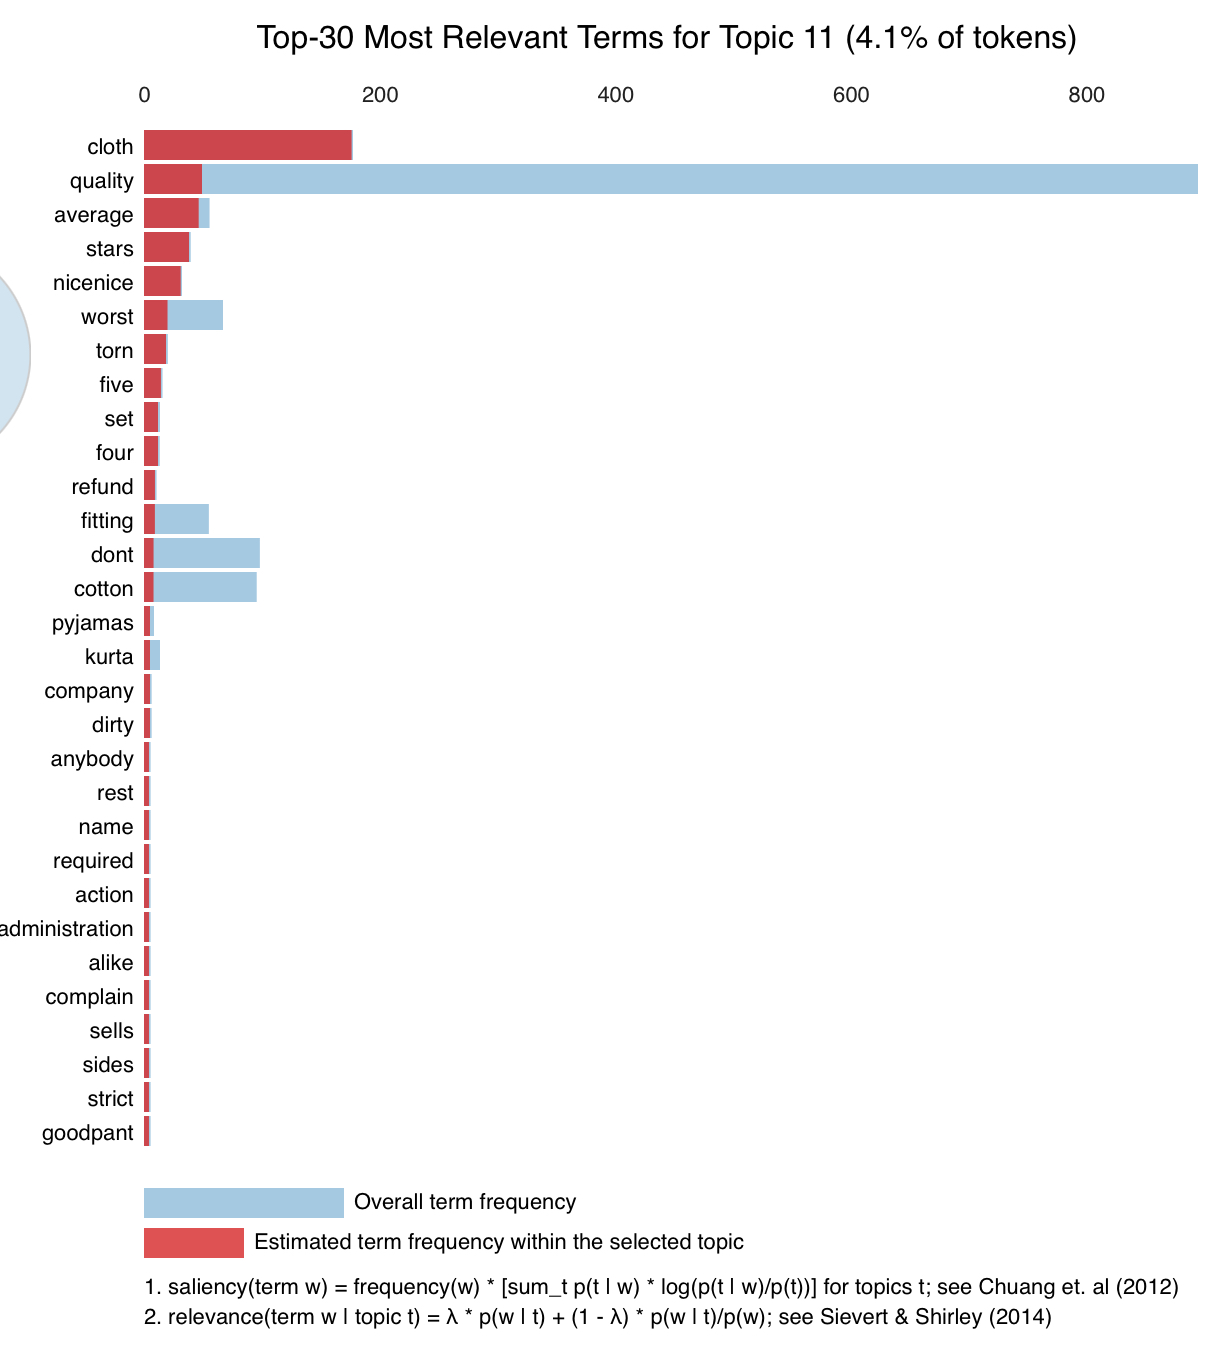 Top-30 Most Relevant Terms for Topic 11 (4.1% of tokens)
0 200 400 600 800
cloth
quality
average
stars
nicenice
worst
torn
five
set
four
refund
fitting
dont
cotton
pyjamas
kurta
company
dirty
anybody
rest
name
required
action
administration
alike
complain
sells
sides
strict
goodpant
Overall term frequency
Estimated term frequency within the selected topic
1. saliency(term w) = frequency(w) * [sum_t p(t | w) * log(p(t | w)/p(t))] for topics t; see Chuang et. al (2012)
2. relevance(term w | topic t) = λ * p(w | t) + (1 - λ) * p(w | t)/p(w); see Sievert & Shirley (2014)